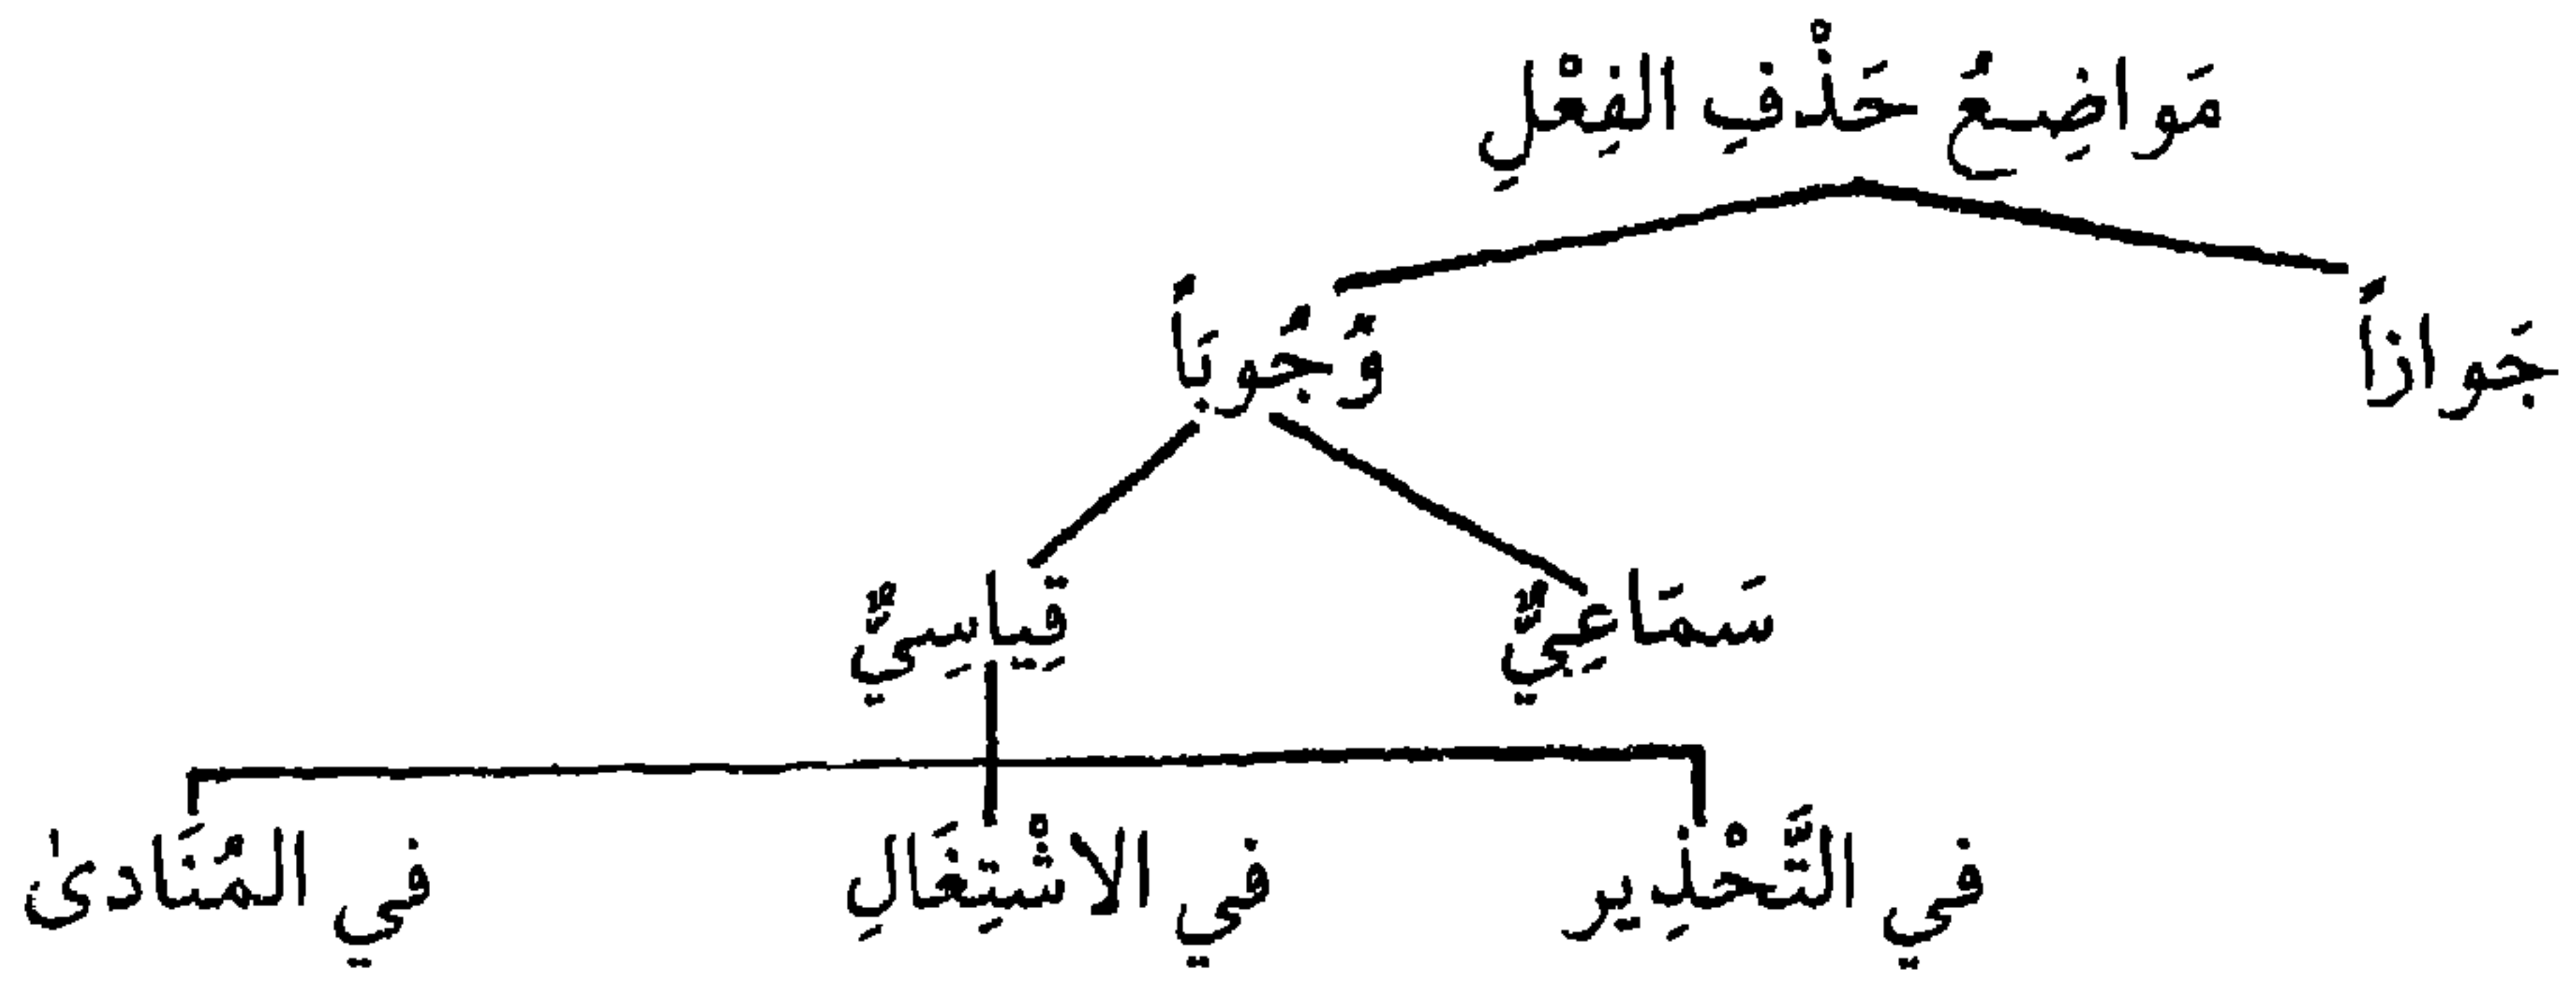 مَواضِعُ حَذْفِ الفِعْلِ
جَوازاً وُجُوبَاً
سَمَاعِيٌّ قِياسِيٌّ
في التَّحْذِير في الاشْتِغَالِ في المُنَادىٰ